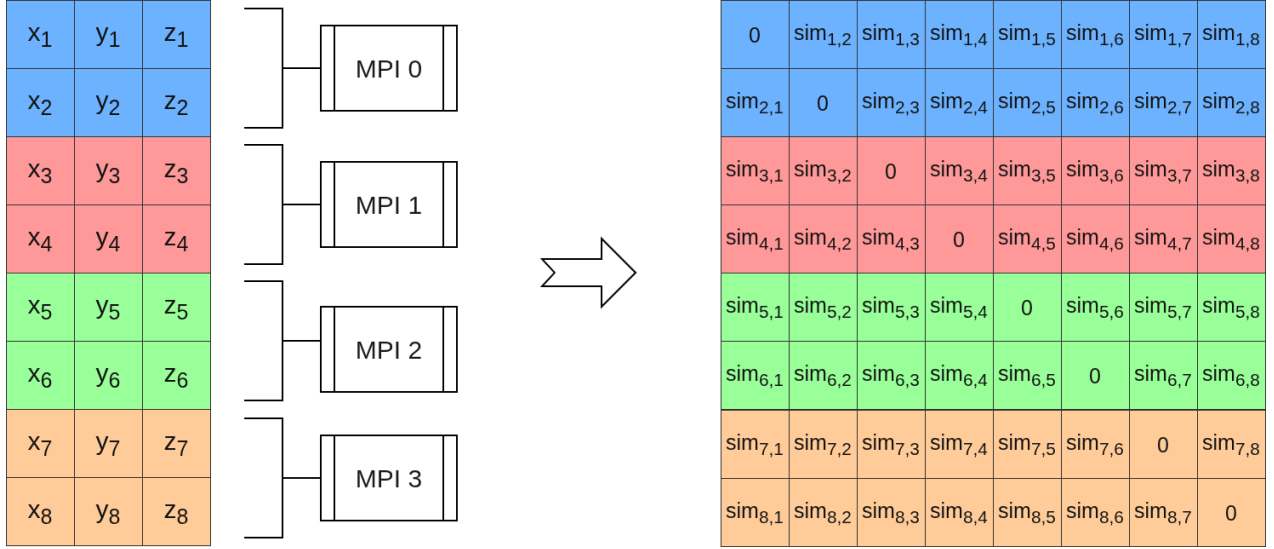 x₁ y₁ z₁
x₂ y₂ z₂
x₃ y₃ z₃
x₄ y₄ z₄
x₅ y₅ z₅
x₆ y₆ z₆
x₇ y₇ z₇
x₈ y₈ z₈
MPI 0
MPI 1
MPI 2
MPI 3
0 sim₁,₂ sim₁,₃ sim₁,₄ sim₁,₅ sim₁,₆ sim₁,₇ sim₁,₈
sim₂,₁ 0 sim₂,₃ sim₂,₄ sim₂,₅ sim₂,₆ sim₂,₇ sim₂,₈
sim₃,₁ sim₃,₂ 0 sim₃,₄ sim₃,₅ sim₃,₆ sim₃,₇ sim₃,₈
sim₄,₁ sim₄,₂ sim₄,₃ 0 sim₄,₅ sim₄,₆ sim₄,₇ sim₄,₈
sim₅,₁ sim₅,₂ sim₅,₃ sim₅,₄ 0 sim₅,₆ sim₅,₇ sim₅,₈
sim₆,₁ sim₆,₂ sim₆,₃ sim₆,₄ sim₆,₅ 0 sim₆,₇ sim₆,₈
sim₇,₁ sim₇,₂ sim₇,₃ sim₇,₄ sim₇,₅ sim₇,₆ 0 sim₇,₈
sim₈,₁ sim₈,₂ sim₈,₃ sim₈,₄ sim₈,₅ sim₈,₆ sim₈,₇ 0